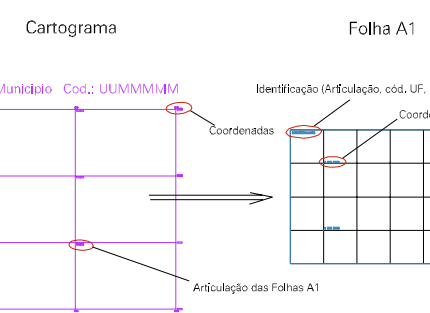 Cartograma
Folha A1
Município Cod.: UUMMMMM
Identificação (Articulação, cód. UF,
Coordenadas
Articulação das Folhas A1